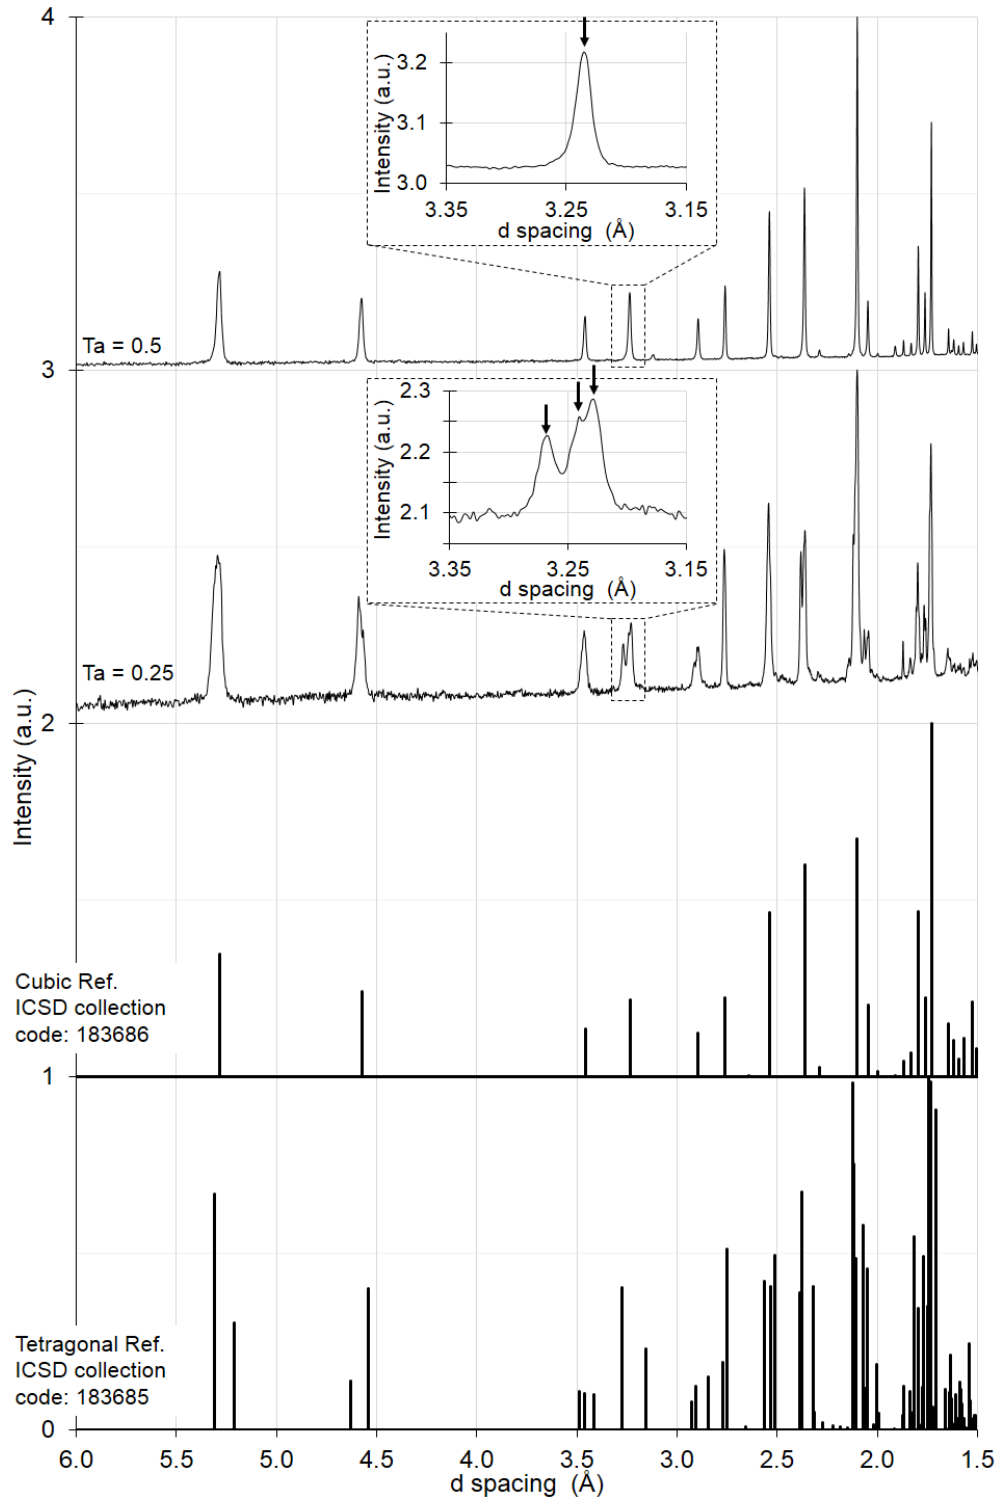 4
Intensity (a.u.)
3.2
3.1
3.0
3.35
3.25
3.15
d spacing (Å)
Ta = 0.5
3
Intensity (a.u.)
2.3
2.2
2.1
3.35
3.25
3.15
d spacing (Å)
Ta = 0.25
2
Intensity (a.u.)
Cubic Ref.
ICSD collection
code: 183686
1
Tetragonal Ref.
ICSD collection
code: 183685
0
6.0 5.5 5.0 4.5 4.0 3.5 3.0 2.5 2.0 1.5
d spacing (Å)